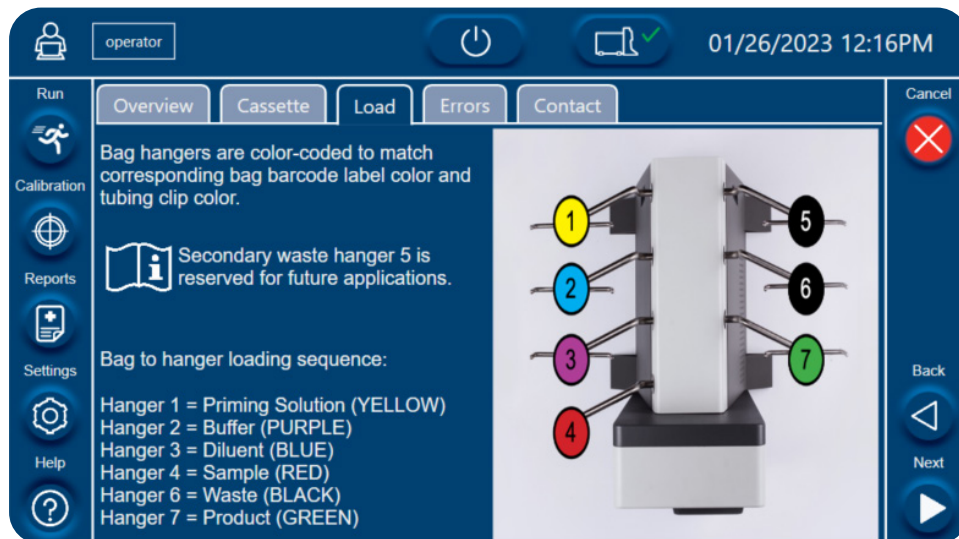 operator
01/26/2023 12:16PM
Run
Calibration
Reports
Settings
Help
Overview
Cassette
Load
Errors
Contact
Bag hangers are color-coded to match
corresponding bag barcode label color and
tubing clip color.
Secondary waste hanger 5 is
reserved for future applications.
Bag to hanger loading sequence:
Hanger 1 = Priming Solution (YELLOW)
Hanger 2 = Buffer (PURPLE)
Hanger 3 = Diluent (BLUE)
Hanger 4 = Sample (RED)
Hanger 6 = Waste (BLACK)
Hanger 7 = Product (GREEN)
1
2
3
4
5
6
7
Cancel
Back
Next